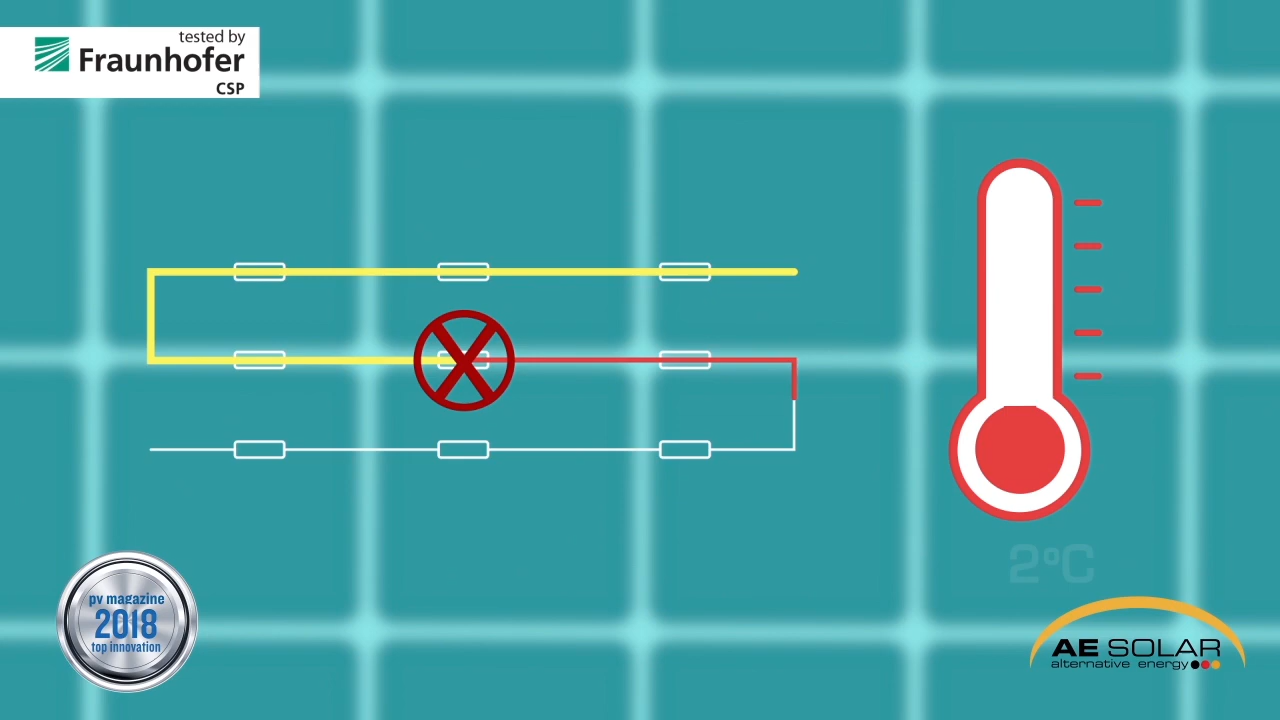 tested by
Fraunhofer
CSP
2°C
pv magazine
2018
top innovation
AE SOLAR
alternative energy